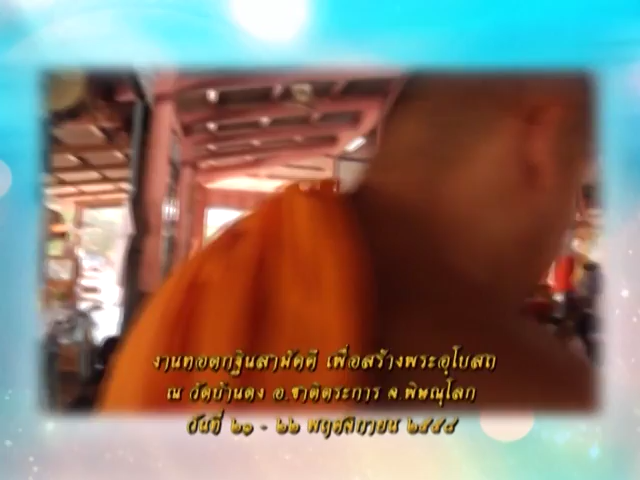 งานทอดกฐินสามัคคี เพื่อสร้างพระอุโบสถ
ณ วัดบ้านดง อ.ชาติตระการ จ.พิษณุโลก
วันที่ ๒๑ - ๒๒ พฤศจิกายน ๒๕๕๘